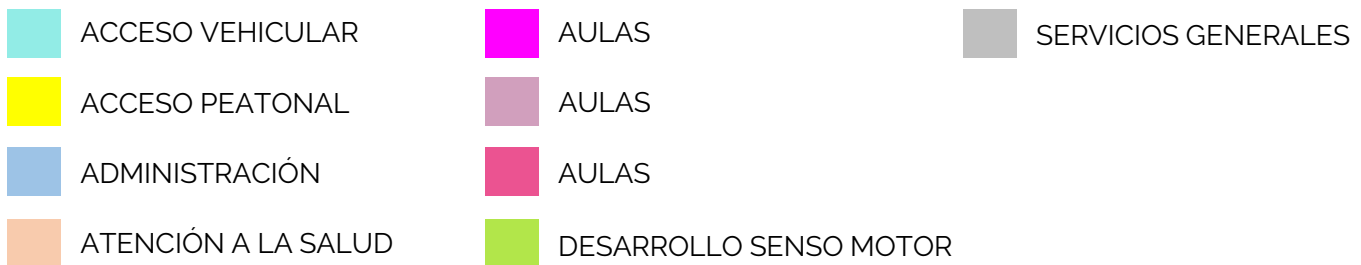 ACCESO VEHICULAR
ACCESO PEATONAL
ADMINISTRACIÓN
ATENCIÓN A LA SALUD
AULAS
AULAS
AULAS
DESARROLLO SENSO MOTOR
SERVICIOS GENERALES